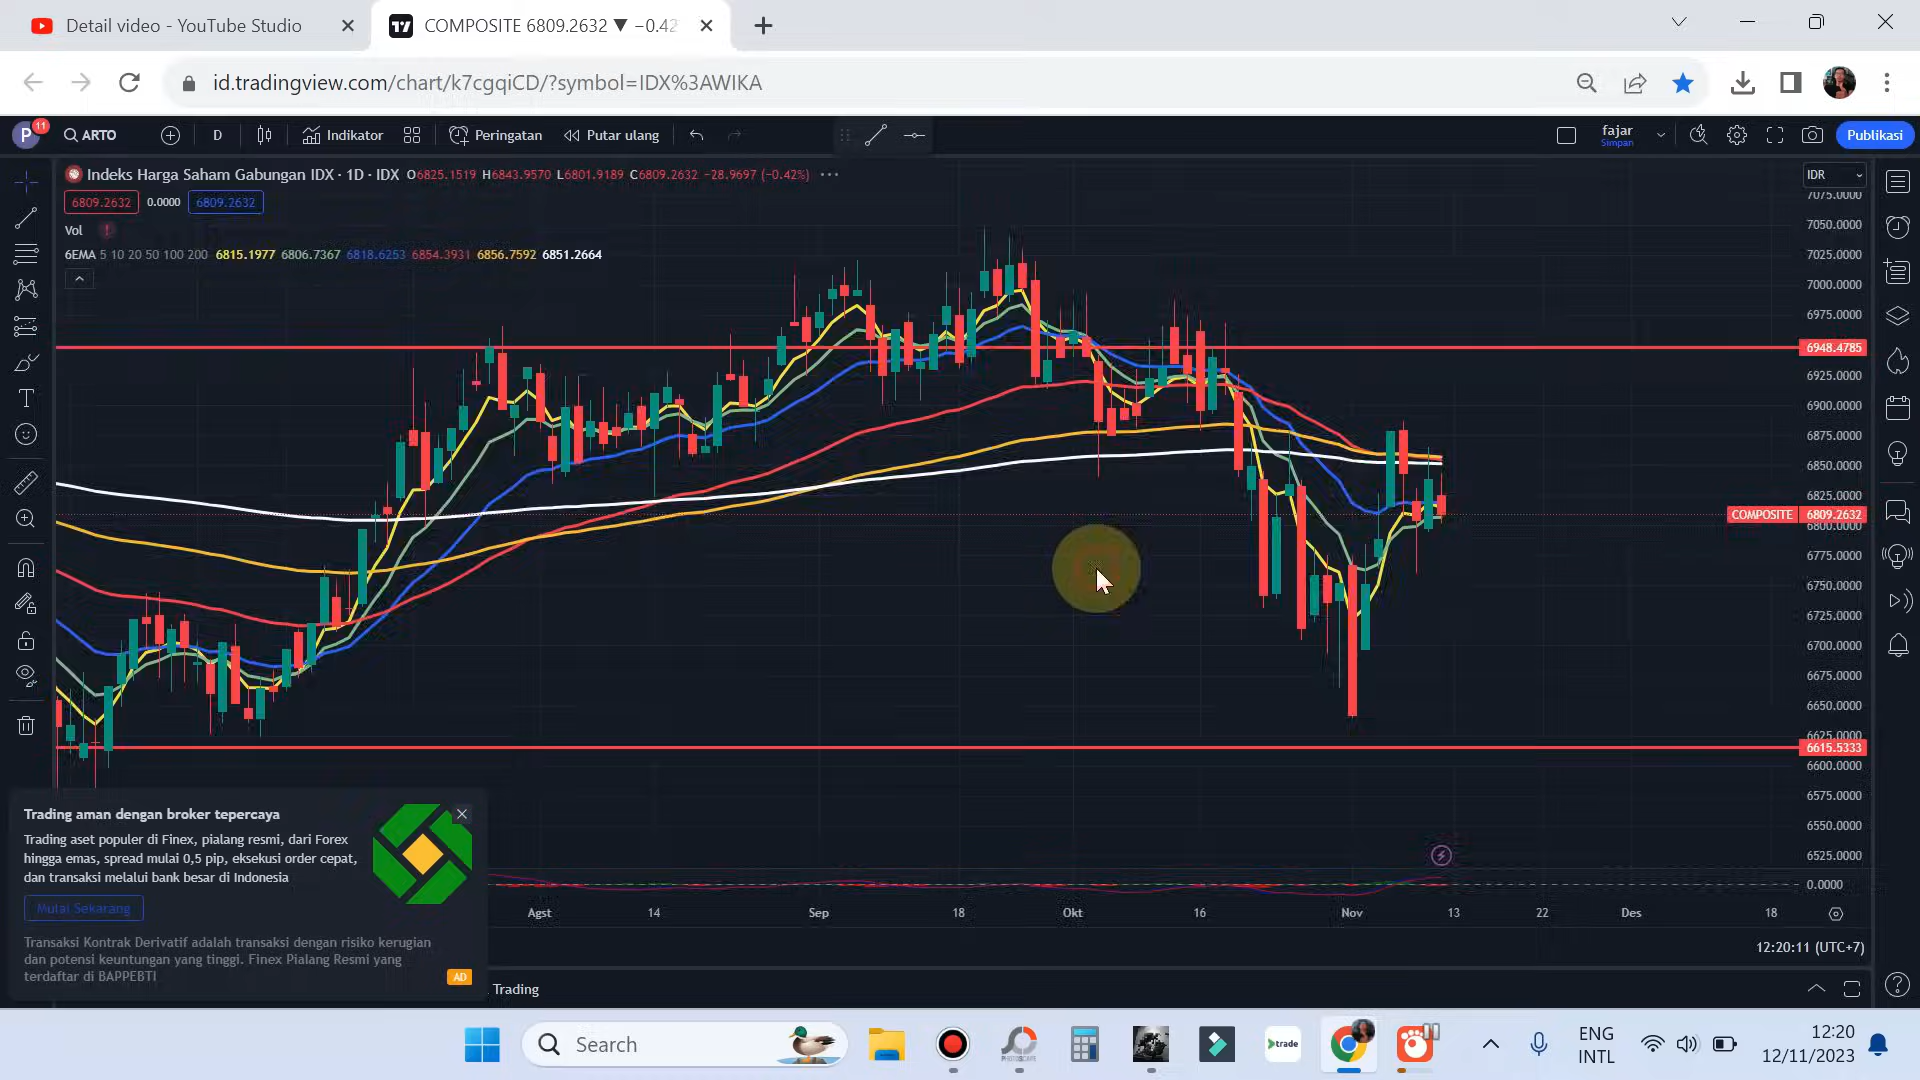 Detail video - YouTube Studio
COMPOSITE 6809.2632 ▼ −0.42
id.tradingview.com/chart/k7cgqiCD/?symbol=IDX%3AWIKA
P
11
ARTO
D
Indikator
Peringatan
Putar ulang
fajar
Simpan
Publikasi
Indeks Harga Saham Gabungan IDX · 1D · IDX O6825.1519 H6843.9570 L6801.9189 C6809.2632 −28.9697 (−0.42%)
6809.2632 0.0000 6809.2632
Vol
6EMA 5 10 20 50 100 200 6815.1977 6806.7367 6818.6253 6854.3931 6856.7592 6851.2664
IDR
7075.0000
7050.0000
7025.0000
7000.0000
6975.0000
6948.4785
6925.0000
6900.0000
6875.0000
6850.0000
6825.0000
COMPOSITE 6809.2632
6800.0000
6775.0000
6750.0000
6725.0000
6700.0000
6675.0000
6650.0000
6625.0000
6615.5333
6600.0000
6575.0000
6550.0000
6525.0000
0.0000
Trading aman dengan broker tepercaya
Trading aset populer di Finex, pialang resmi, dari Forex
hingga emas, spread mulai 0,5 pip, eksekusi order cepat,
dan transaksi melalui bank besar di Indonesia
Mulai Sekarang
Transaksi Kontrak Derivatif adalah transaksi dengan risiko kerugian
dan potensi keuntungan yang tinggi. Finex Pialang Resmi yang
terdaftar di BAPPEBTI
AD
Agst 14 Sep 18 Okt 16 Nov 13 22 Des 18
12:20:11 (UTC+7)
Trading
Search
trade
ENG
INTL
12:20
12/11/2023